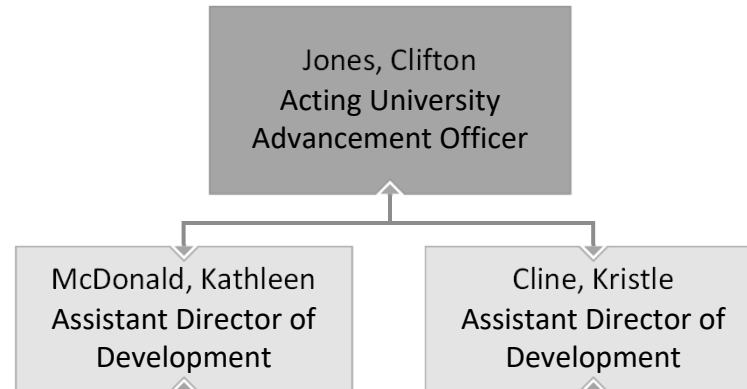 Jones, Clifton
Acting University
Advancement Officer
McDonald, Kathleen
Assistant Director of
Development
Cline, Kristle
Assistant Director of
Development